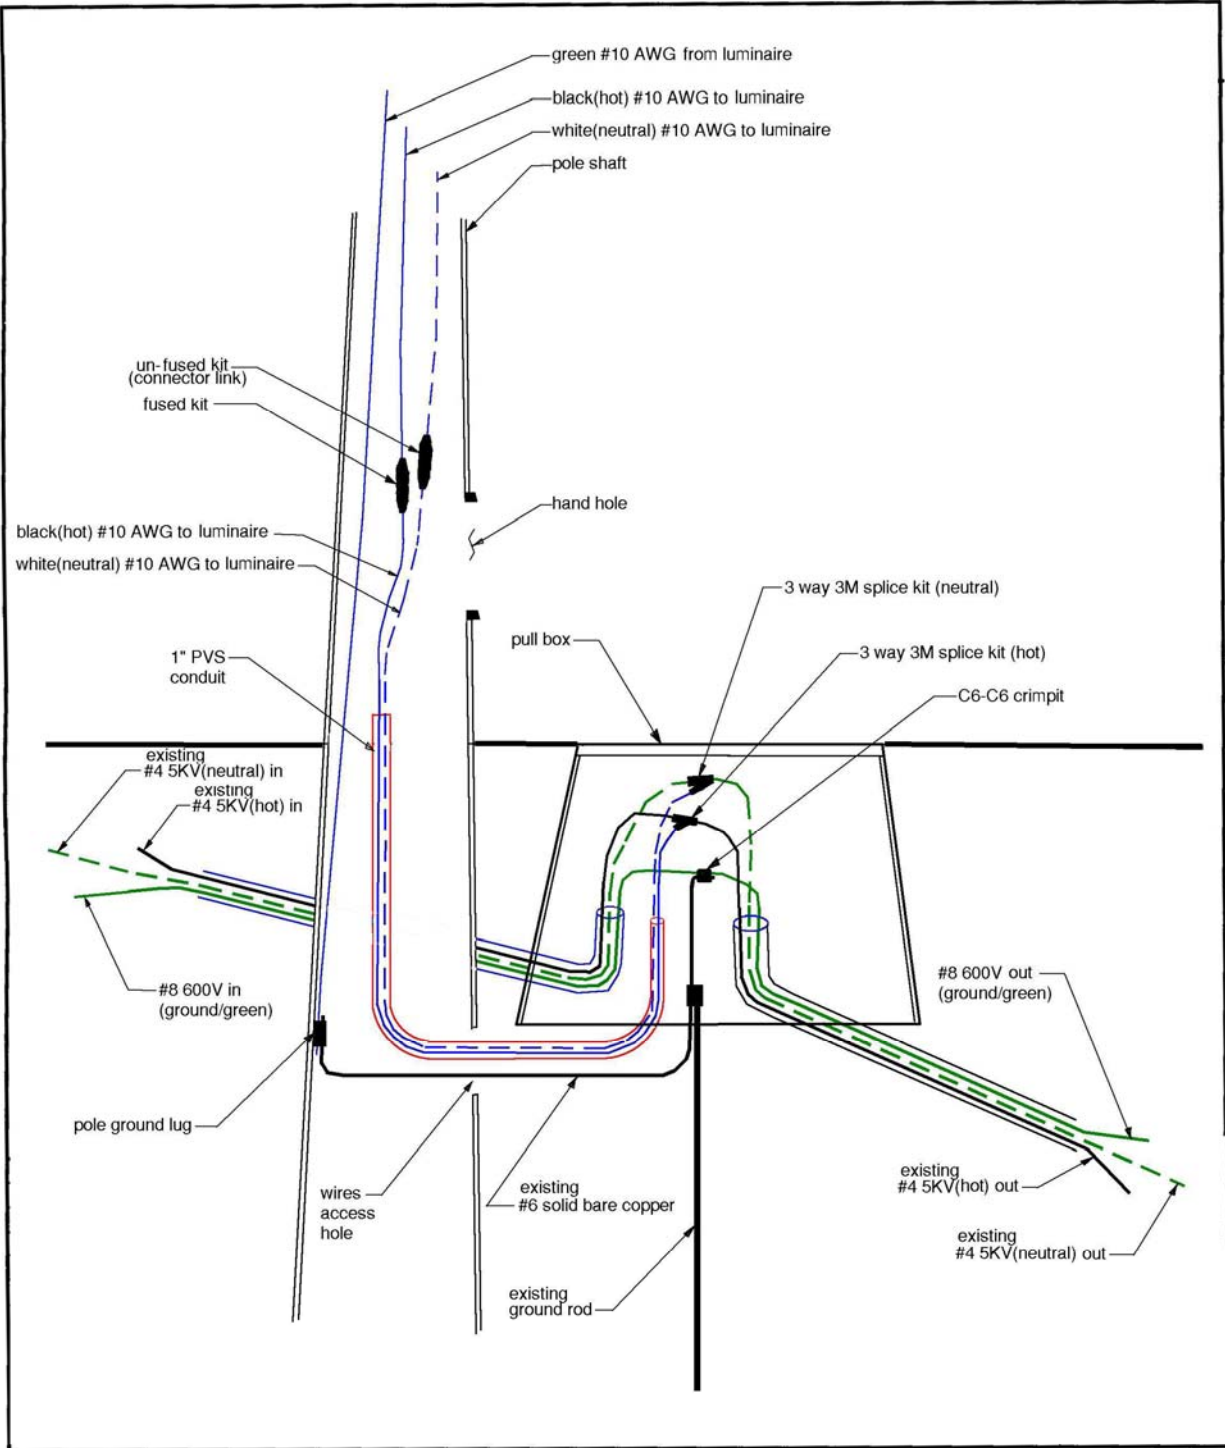 green #10 AWG from luminaire
black(hot) #10 AWG to luminaire
white(neutral) #10 AWG to luminaire
pole shaft
un-fused kit
(connector link)
fused kit
hand hole
black(hot) #10 AWG to luminaire
white(neutral) #10 AWG to luminaire
3 way 3M splice kit (neutral)
pull box
3 way 3M splice kit (hot)
1" PVS
conduit
C6-C6 crimpit
existing
#4 5KV(neutral) in
existing
#4 5KV(hot) in
#8 600V in
(ground/green)
#8 600V out
(ground/green)
pole ground lug
wires
access
hole
existing
#6 solid bare copper
existing
#4 5KV(hot) out
existing
#4 5KV(neutral) out
existing
ground rod